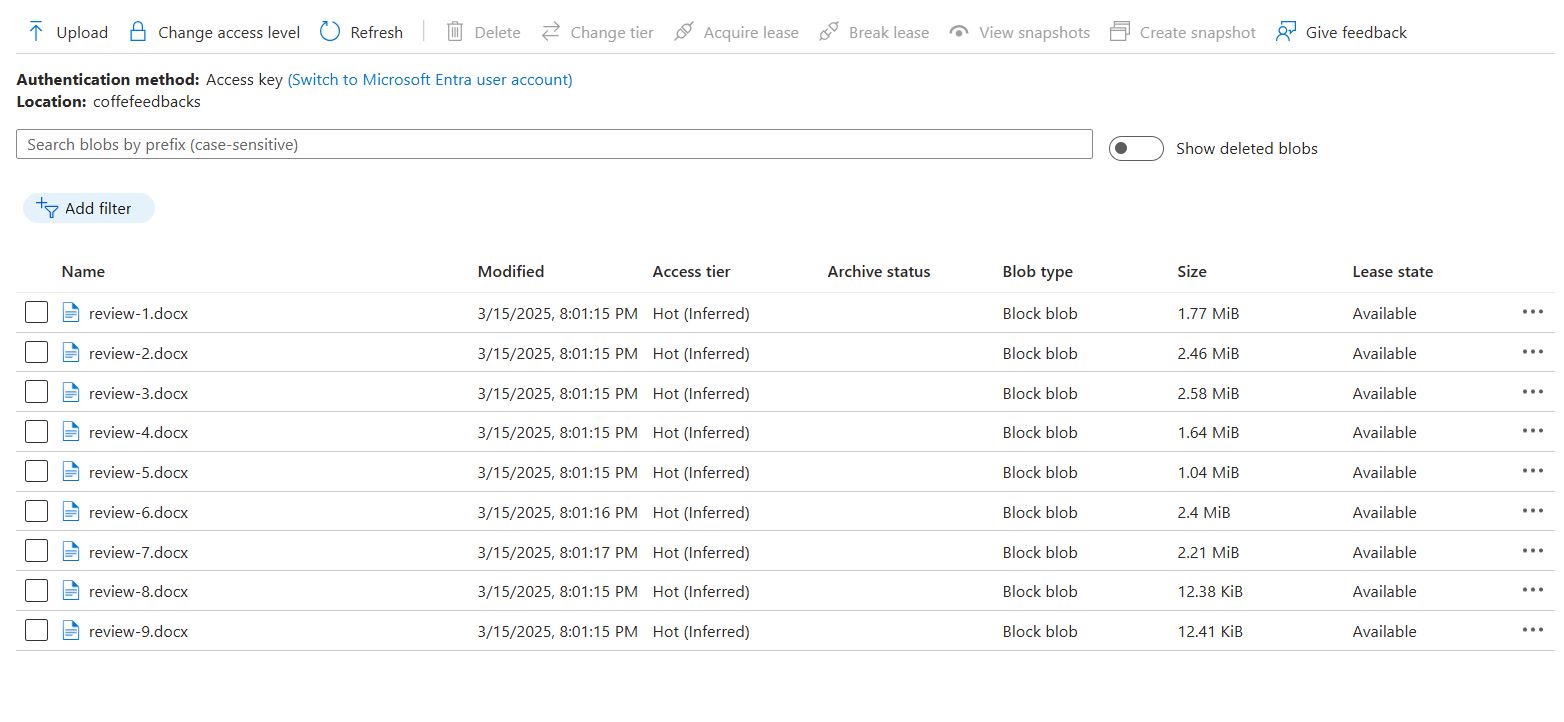 Upload Change access level Refresh Delete Change tier Acquire lease Break lease View snapshots Create snapshot Give feedback
Authentication method: Access key (Switch to Microsoft Entra user account)
Location: coffefeedbacks
Search blobs by prefix (case-sensitive) Show deleted blobs
Add filter
Name Modified Access tier Archive status Blob type Size Lease state
review-1.docx 3/15/2025, 8:01:15 PM Hot (Inferred) Block blob 1.77 MiB Available
review-2.docx 3/15/2025, 8:01:15 PM Hot (Inferred) Block blob 2.46 MiB Available
review-3.docx 3/15/2025, 8:01:15 PM Hot (Inferred) Block blob 2.58 MiB Available
review-4.docx 3/15/2025, 8:01:15 PM Hot (Inferred) Block blob 1.64 MiB Available
review-5.docx 3/15/2025, 8:01:15 PM Hot (Inferred) Block blob 1.04 MiB Available
review-6.docx 3/15/2025, 8:01:16 PM Hot (Inferred) Block blob 2.4 MiB Available
review-7.docx 3/15/2025, 8:01:17 PM Hot (Inferred) Block blob 2.21 MiB Available
review-8.docx 3/15/2025, 8:01:15 PM Hot (Inferred) Block blob 12.38 KiB Available
review-9.docx 3/15/2025, 8:01:15 PM Hot (Inferred) Block blob 12.41 KiB Available